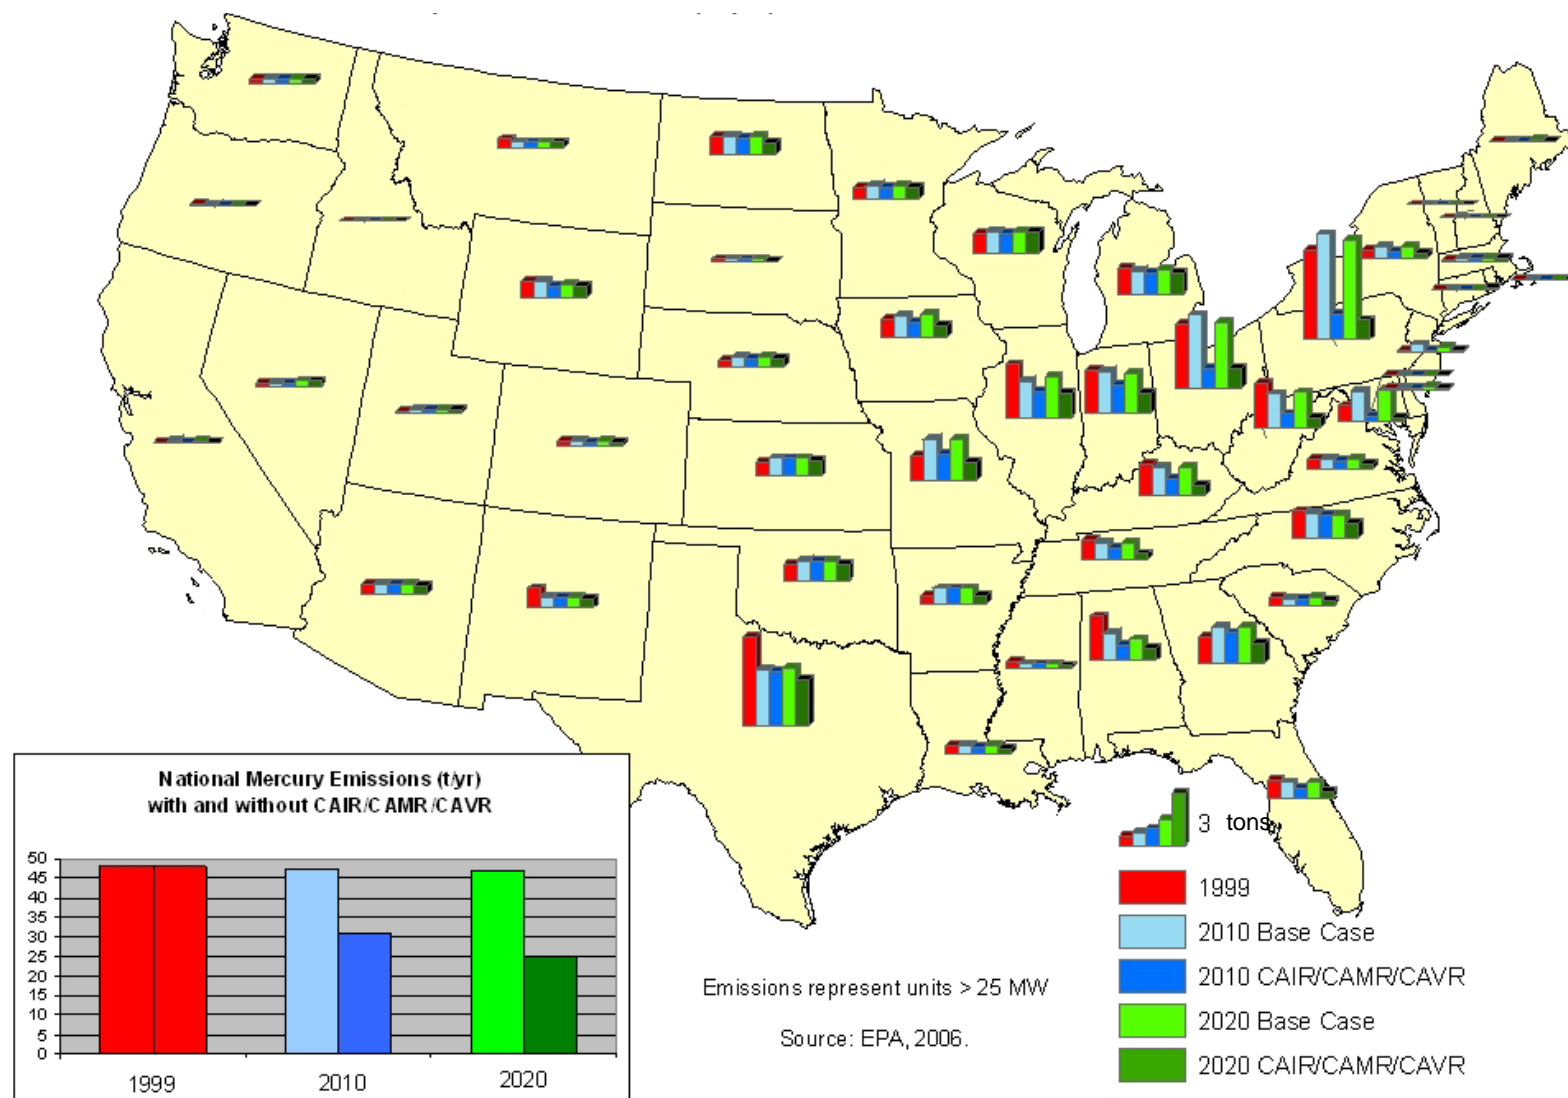 National Mercury Emissions (t/yr)
with and without CAIR/CAMR/CAVR
50
45
40
35
30
25
20
15
10
5
0
1999
2010
2020
Emissions represent units > 25 MW
Source: EPA, 2006.
3 tons
1999
2010 Base Case
2010 CAIR/CAMR/CAVR
2020 Base Case
2020 CAIR/CAMR/CAVR